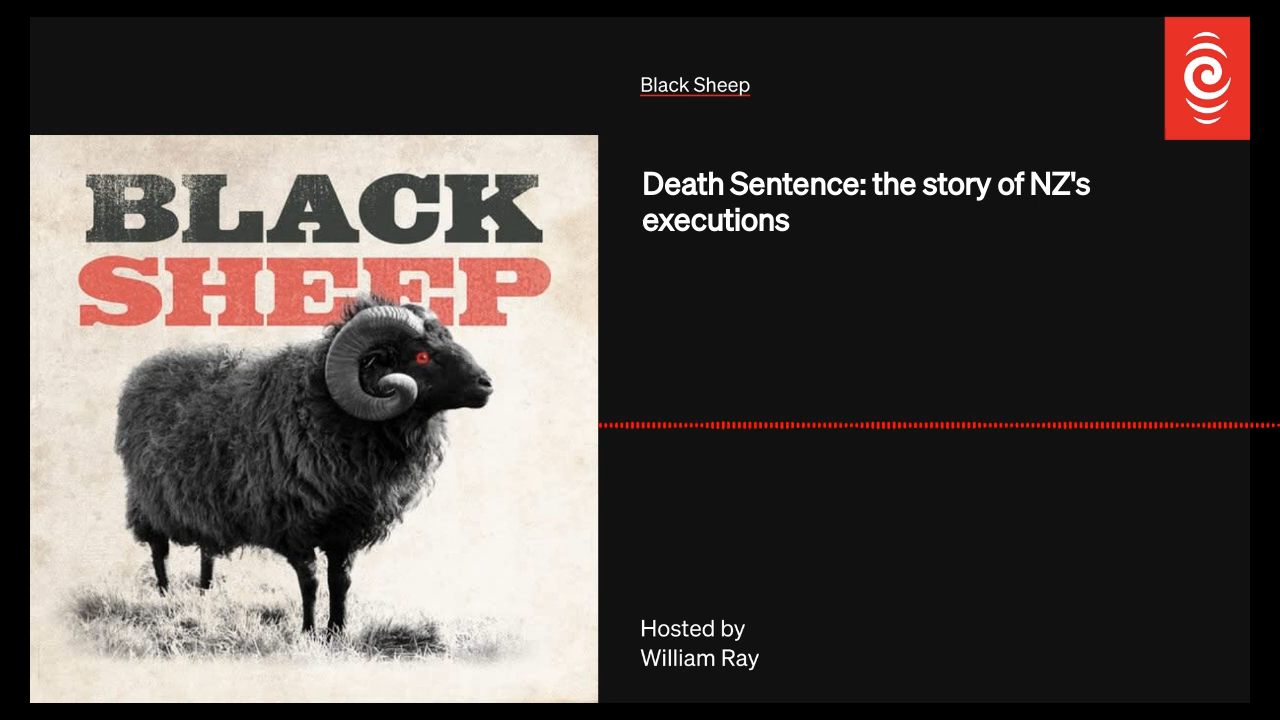 Black Sheep
BLACK
SHEEP
Death Sentence: the story of NZ's
executions
Hosted by
William Ray